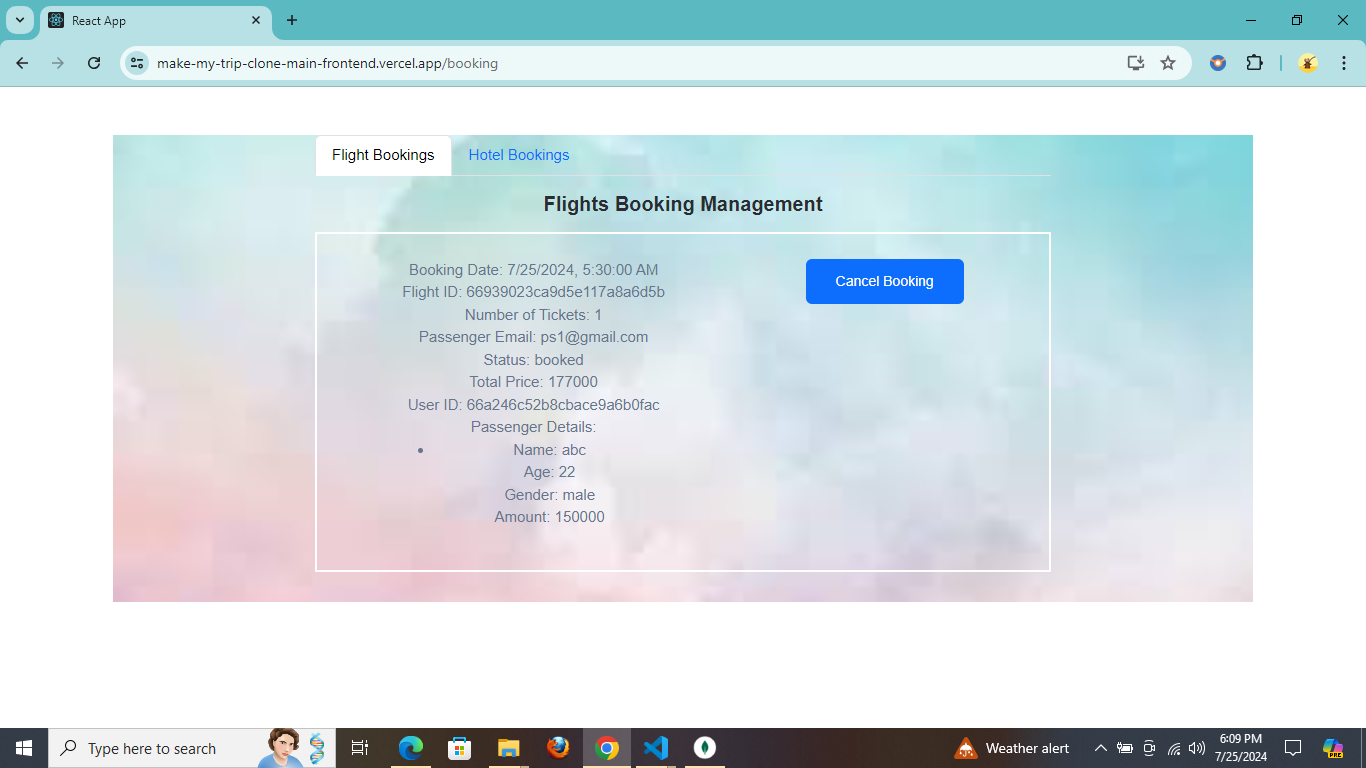 React App
make-my-trip-clone-main-frontend.vercel.app/booking
Flight Bookings
Hotel Bookings
Flights Booking Management
Booking Date: 7/25/2024, 5:30:00 AM
Flight ID: 66939023ca9d5e117a8a6d5b
Number of Tickets: 1
Passenger Email: ps1@gmail.com
Status: booked
Total Price: 177000
User ID: 66a246c52b8cbace9a6b0fac
Passenger Details:
• Name: abc
Age: 22
Gender: male
Amount: 150000
Cancel Booking
Type here to search
Weather alert
6:09 PM
7/25/2024
PRE